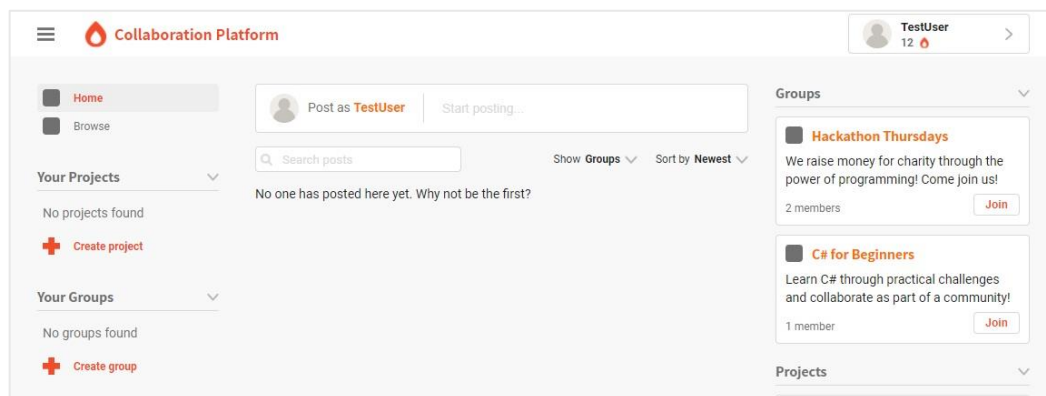 Collaboration Platform
TestUser
12
Home
Browse
Your Projects
No projects found
Create project
Your Groups
No groups found
Create group
Post as TestUser
Start posting...
Search posts
Show Groups
Sort by Newest
No one has posted here yet. Why not be the first?
Groups
Hackathon Thursdays
We raise money for charity through the
power of programming! Come join us!
2 members
Join
C# for Beginners
Learn C# through practical challenges
and collaborate as part of a community!
1 member
Join
Projects